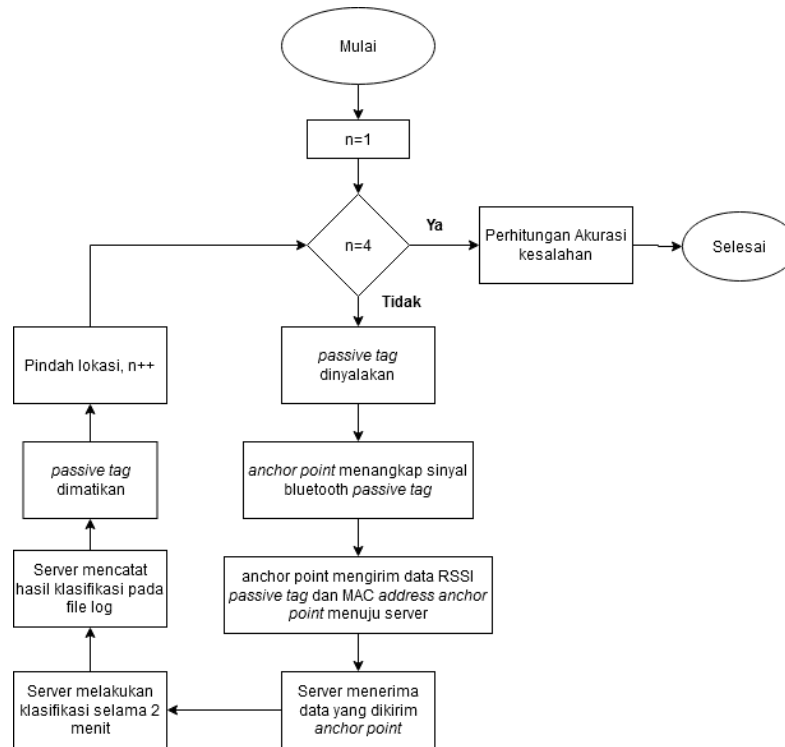 Mulai
n=1
n=4
Ya
Perhitungan Akurasi
kesalahan
Selesai
Tidak
passive tag
dinyalakan
anchor point menangkap sinyal
bluetooth passive tag
anchor point mengirim data RSSI
passive tag dan MAC address anchor
point menuju server
Server menerima
data yang dikirim
anchor point
Server melakukan
klasifikasi selama 2
menit
Server mencatat
hasil klasifikasi pada
file log
passive tag
dimatikan
Pindah lokasi, n++